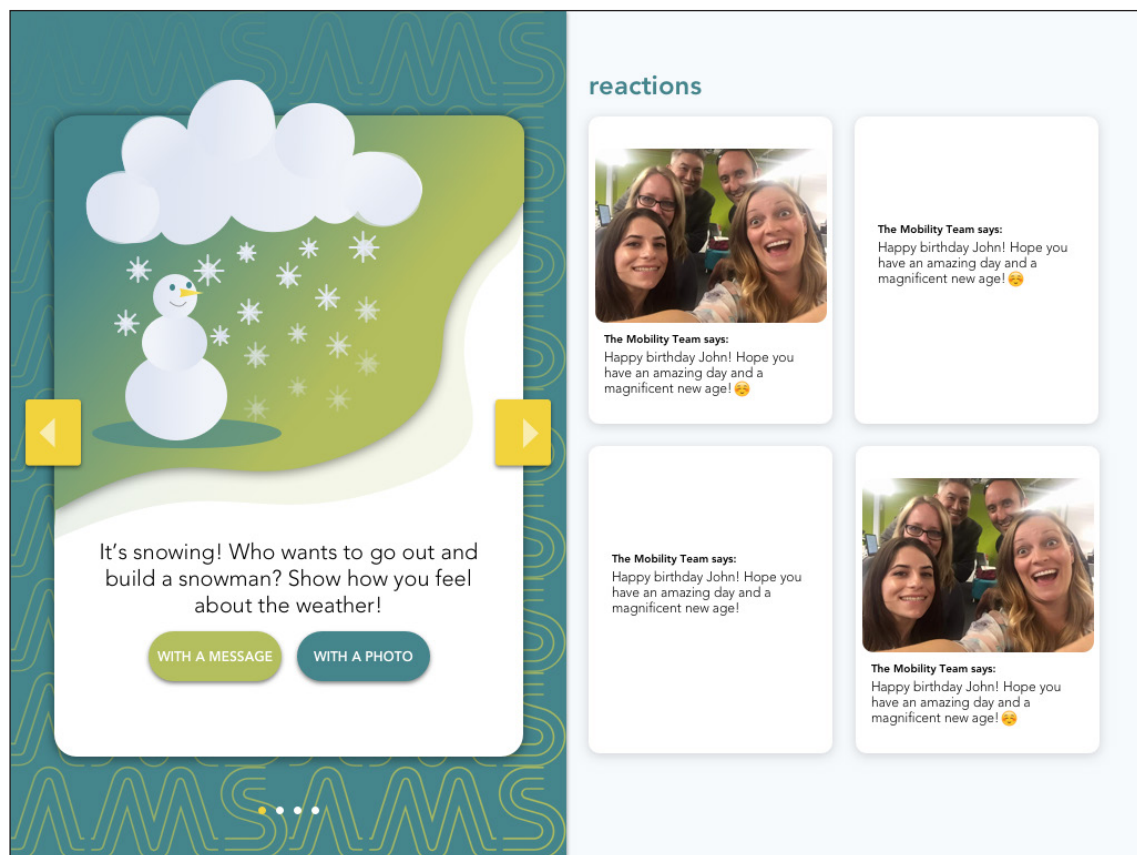 AMSAMS
It's snowing! Who wants to go out and
build a snowman? Show how you feel
about the weather!
WITH A MESSAGE
WITH A PHOTO
AMSAMS
reactions
The Mobility Team says:
Happy birthday John! Hope you
have an amazing day and a
magnificent new age!😌
The Mobility Team says:
Happy birthday John! Hope you
have an amazing day and a
magnificent new age!😌
The Mobility Team says:
Happy birthday John! Hope you
have an amazing day and a
magnificent new age!
The Mobility Team says:
Happy birthday John! Hope you
have an amazing day and a
magnificent new age!😌